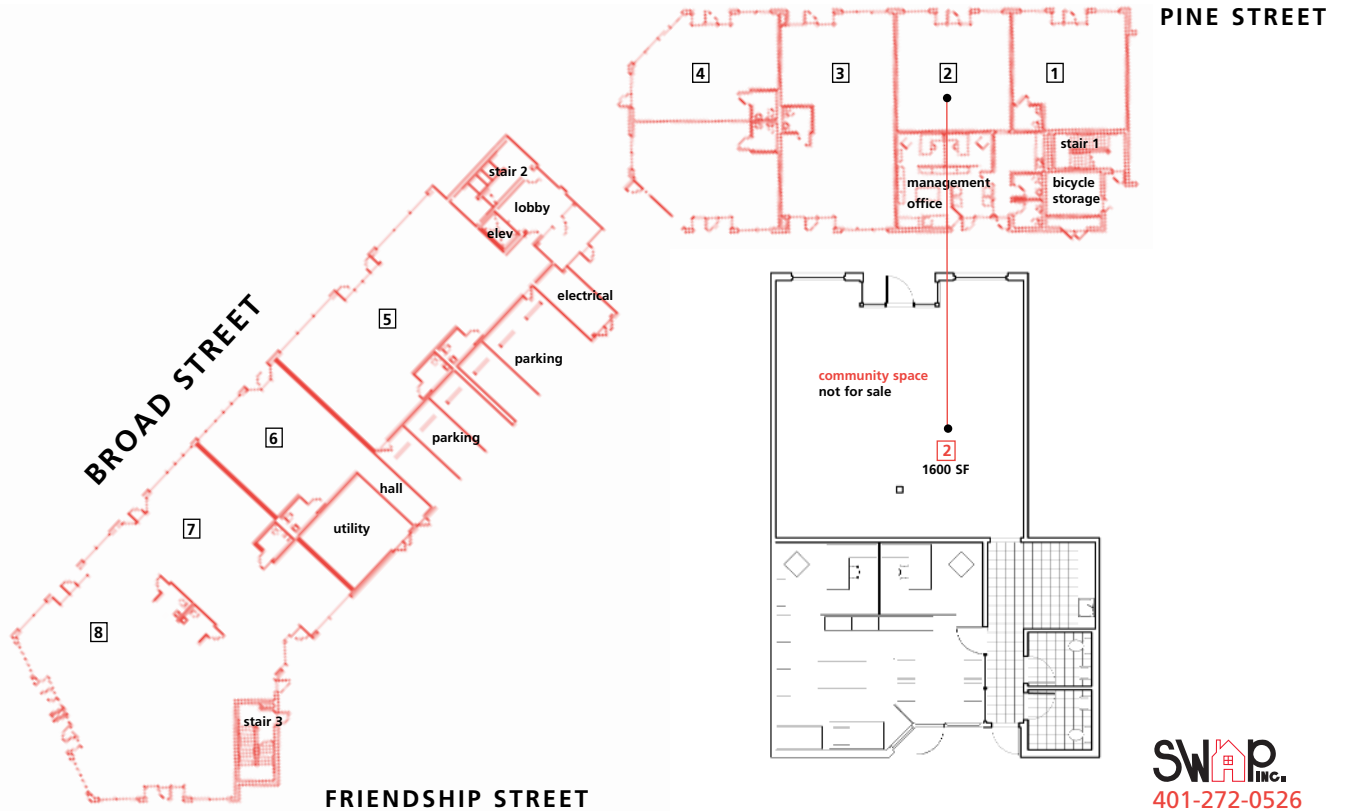 PINE STREET
4
3
2
1
stair 1
management
office
bicycle
storage
stair 2
lobby
elev
electrical
5
parking
BROAD STREET
community space
not for sale
2
1600 SF
6
parking
hall
7
utility
8
stair 3
FRIENDSHIP STREET
SWAP INC.
401-272-0526